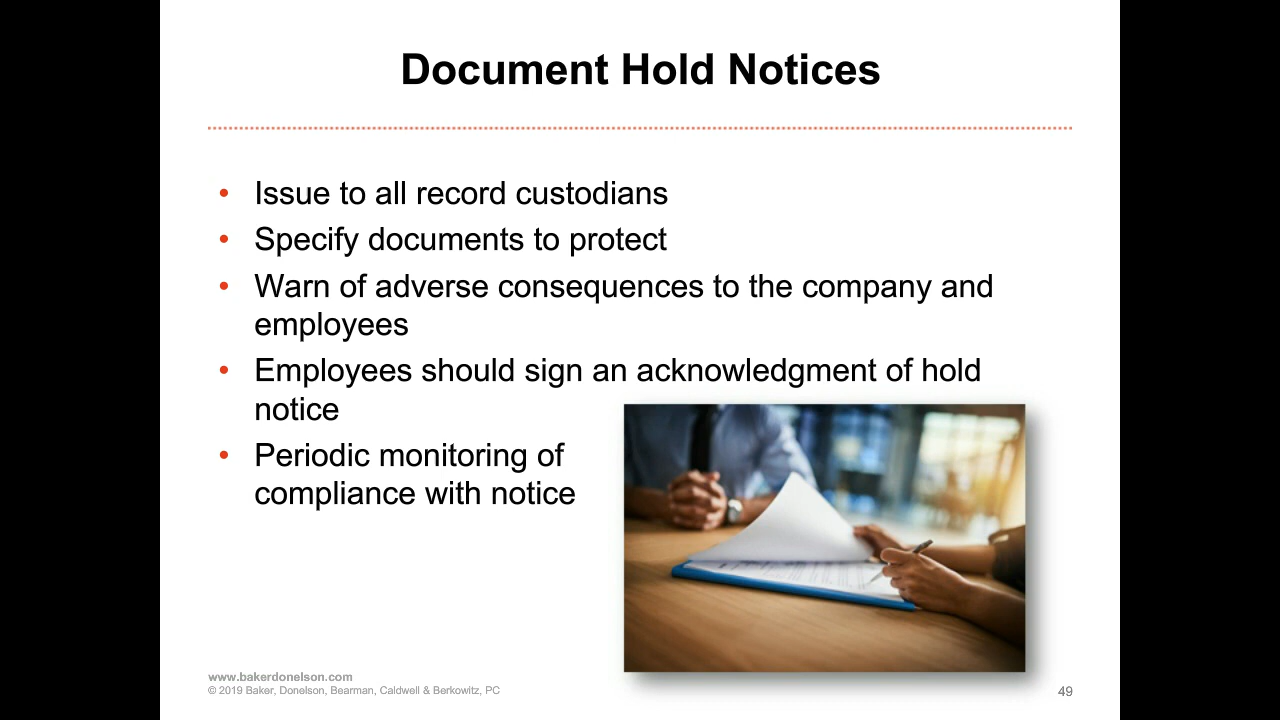 Document Hold Notices
• Issue to all record custodians
• Specify documents to protect
• Warn of adverse consequences to the company and
employees
• Employees should sign an acknowledgment of hold
notice
• Periodic monitoring of
compliance with notice
www.bakerdonelson.com
© 2019 Baker, Donelson, Bearman, Caldwell & Berkowitz, PC
49